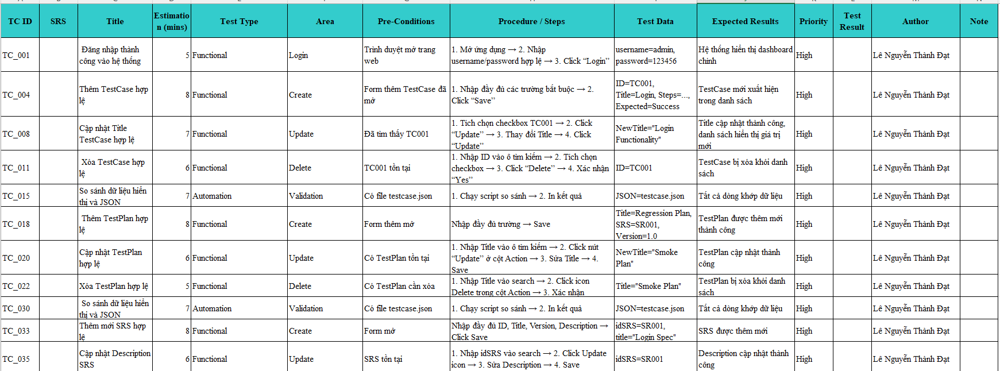 TC ID SRS Title Estimatio n (mins) Test Type Area Pre-Conditions Procedure / Steps Test Data Expected Results Priority Test Result Author Note
TC_001 Đăng nhập thành công vào hệ thống 5 Functional Login Trình duyệt mở trang web 1. Mở ứng dụng → 2. Nhập username/password hợp lệ → 3. Click “Login” username=admin, password=123456 Hệ thống hiển thị dashboard chính High Lê Nguyễn Thành Đạt
TC_004 Thêm TestCase hợp lệ 8 Functional Create Form thêm TestCase đã mở 1. Nhập đầy đủ các trường bắt buộc → 2. Click “Save” ID=TC001, Title=Login, Steps=..., Expected=Success TestCase mới xuất hiện trong danh sách High Lê Nguyễn Thành Đạt
TC_008 Cập nhật Title TestCase hợp lệ 7 Functional Update Đã tìm thấy TC001 1. Tích chọn checkbox TC001 → 2. Click “Update” → 3. Thay đổi Title → 4. Click “Update” NewTitle="Login Functionality" Title cập nhật thành công, danh sách hiển thị giá trị mới High Lê Nguyễn Thành Đạt
TC_011 Xóa TestCase hợp lệ 6 Functional Delete TC001 tồn tại 1. Nhập ID vào ô tìm kiếm → 2. Tích chọn checkbox → 3. Click “Delete” → 4. Xác nhận “Yes” ID=TC001 TestCase bị xóa khỏi danh sách High Lê Nguyễn Thành Đạt
TC_015 So sánh dữ liệu hiển thị và JSON 7 Automation Validation Có file testcase.json 1. Chạy script so sánh → 2. In kết quả JSON=testcase.json Tất cả dòng khớp dữ liệu High Lê Nguyễn Thành Đạt
TC_018 Thêm TestPlan hợp lệ 8 Functional Create Form thêm mở Nhập đầy đủ trường → Save Title=Regression Plan, SRS=SR001, Version=1.0 TestPlan được thêm mới thành công High Lê Nguyễn Thành Đạt
TC_020 Cập nhật TestPlan hợp lệ 6 Functional Update Có TestPlan tồn tại 1. Nhập Title vào ô tìm kiếm → 2. Click nút “Update” ở cột Action → 3. Sửa Title → 4. Save NewTitle="Smoke Plan" TestPlan cập nhật thành công High Lê Nguyễn Thành Đạt
TC_022 Xóa TestPlan hợp lệ 5 Functional Delete Có TestPlan cần xóa 1. Nhập Title vào search → 2. Click icon Delete trong cột Action → 3. Xác nhận Title="Smoke Plan" TestPlan bị xóa khỏi danh sách High Lê Nguyễn Thành Đạt
TC_030 So sánh dữ liệu hiển thị và JSON 7 Automation Validation Có file testcase.json 1. Chạy script so sánh → 2. In kết quả JSON=testcase.json Tất cả dòng khớp dữ liệu High Lê Nguyễn Thành Đạt
TC_033 Thêm mới SRS hợp lệ 8 Functional Create Form mở Nhập đầy đủ ID, Title, Version, Description → Click Save idSRS=SR001, title="Login Spec" SRS được thêm mới High Lê Nguyễn Thành Đạt
TC_035 Cập nhật Description SRS 6 Functional Update SRS tồn tại 1. Nhập idSRS vào search → 2. Click Update icon → 3. Sửa Description → 4. Save idSRS=SR001 Description cập nhật thành công High Lê Nguyễn Thành Đạt